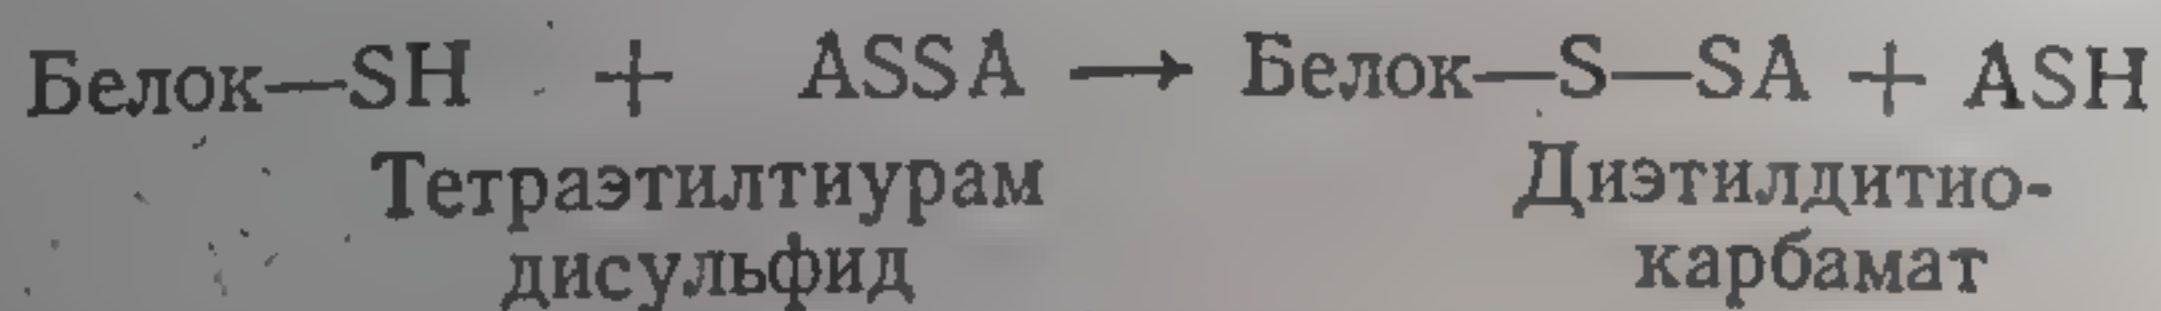 Белок—SH + ASSA → Белок—S—SA + ASH
Тетраэтилтиурам Диэтилдитио-
дисульфид карбамат